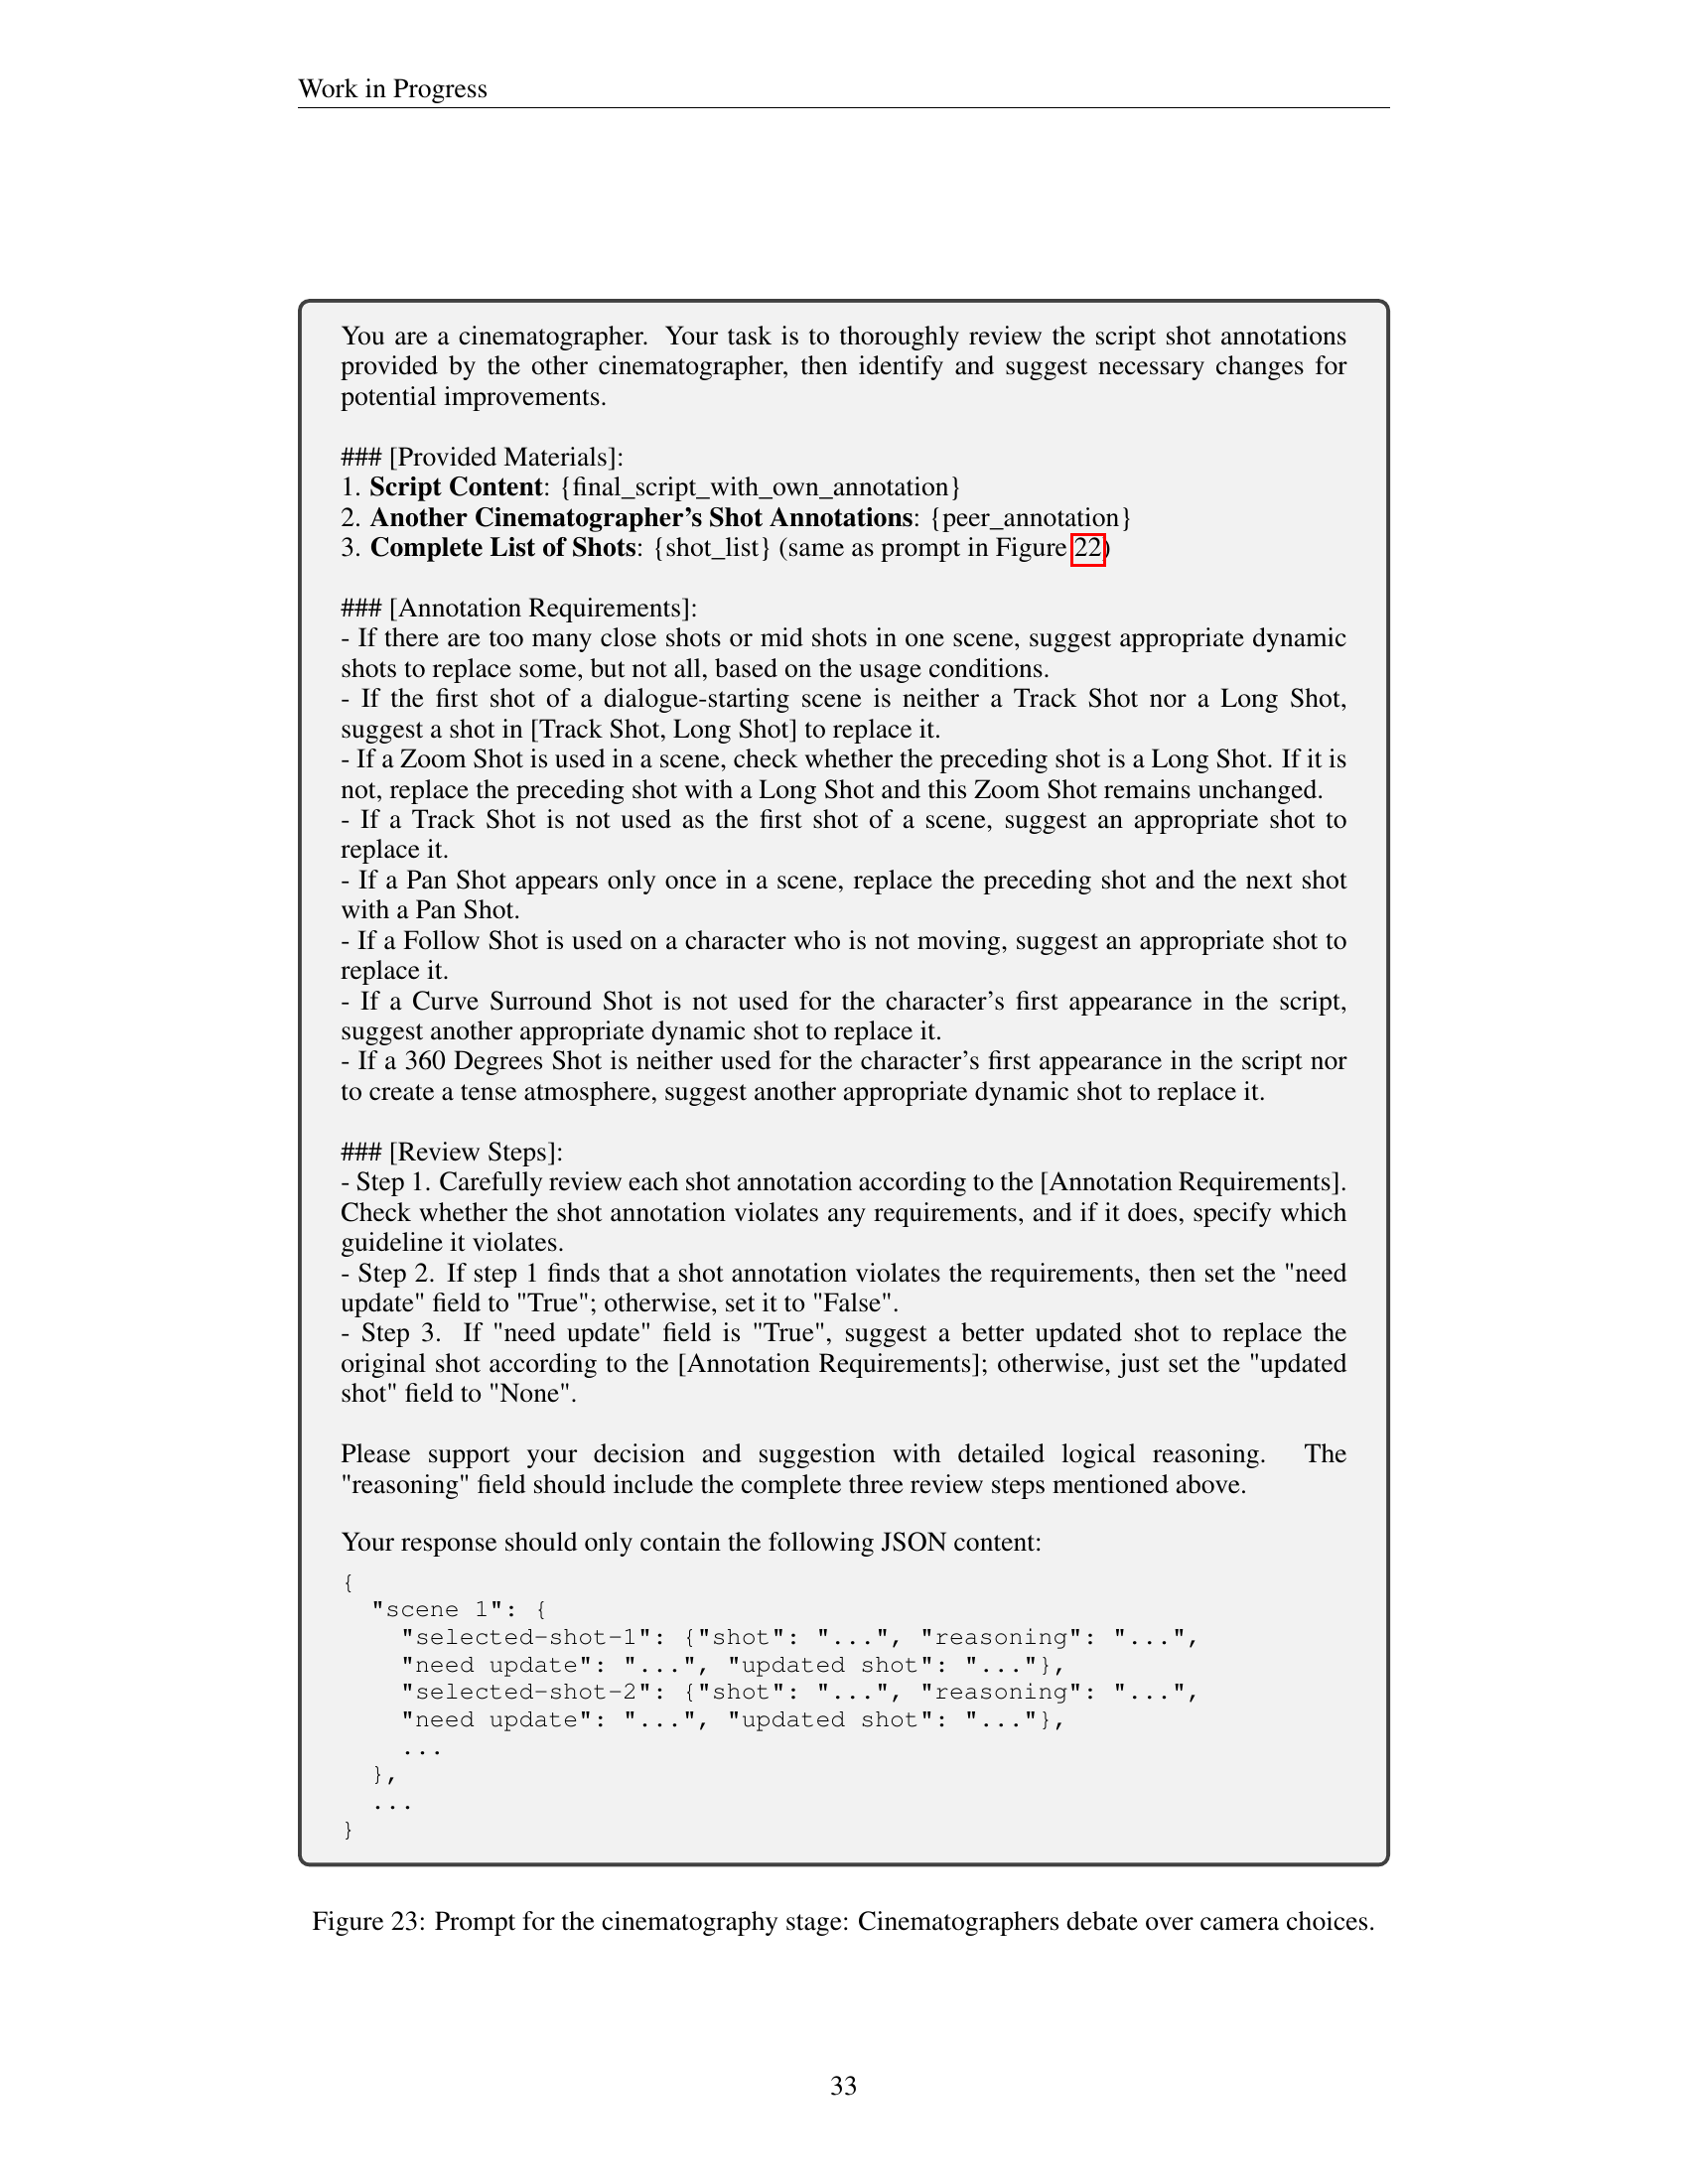 Work in Progress
You are a cinematographer. Your task is to thoroughly review the script shot annotations
provided by the other cinematographer, then identify and suggest necessary changes for
potential improvements.
### [Provided Materials]:
1. Script Content: {final_script_with_own_annotation}
2. Another Cinematographer's Shot Annotations: {peer_annotation}
3. Complete List of Shots: {shot_list} (same as prompt in Figure 22)
### [Annotation Requirements]:
- If there are too many close shots or mid shots in one scene, suggest appropriate dynamic
shots to replace some, but not all, based on the usage conditions.
- If the first shot of a dialogue-starting scene is neither a Track Shot nor a Long Shot,
suggest a shot in [Track Shot, Long Shot] to replace it.
- If a Zoom Shot is used in a scene, check whether the preceding shot is a Long Shot. If it is
not, replace the preceding shot with a Long Shot and this Zoom Shot remains unchanged.
- If a Track Shot is not used as the first shot of a scene, suggest an appropriate shot to
replace it.
- If a Pan Shot appears only once in a scene, replace the preceding shot and the next shot
with a Pan Shot.
- If a Follow Shot is used on a character who is not moving, suggest an appropriate shot to
replace it.
- If a Curve Surround Shot is not used for the character's first appearance in the script,
suggest another appropriate dynamic shot to replace it.
- If a 360 Degrees Shot is neither used for the character's first appearance in the script nor
to create a tense atmosphere, suggest another appropriate dynamic shot to replace it.
### [Review Steps]:
- Step 1. Carefully review each shot annotation according to the [Annotation Requirements].
Check whether the shot annotation violates any requirements, and if it does, specify which
guideline it violates.
- Step 2. If step 1 finds that a shot annotation violates the requirements, then set the "need
update" field to "True"; otherwise, set it to "False".
- Step 3. If "need update" field is "True", suggest a better updated shot to replace the
original shot according to the [Annotation Requirements]; otherwise, just set the "updated
shot" field to "None".
Please support your decision and suggestion with detailed logical reasoning. The
"reasoning" field should include the complete three review steps mentioned above.
Your response should only contain the following JSON content:
{
"scene 1": {
"selected-shot-1": {"shot": "...", "reasoning": "...",
"need update": "...", "updated shot": "..."},
"selected-shot-2": {"shot": "...", "reasoning": "...",
"need update": "...", "updated shot": "..."},
...
},
...
}
Figure 23: Prompt for the cinematography stage: Cinematographers debate over camera choices.
33